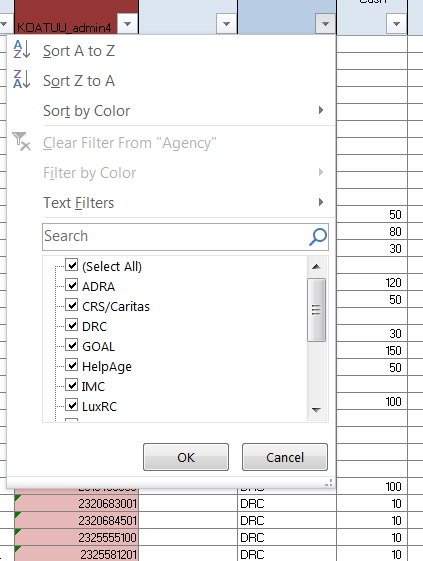 Cash
KOATUU_admin4
Sort A to Z
Sort Z to A
Sort by Color
Clear Filter From "Agency"
Filter by Color
Text Filters
50
Search
80
30
(Select All)
ADRA 120
CRS/Caritas 50
DRC
GOAL 30
150
HelpAge 50
IMC
LuxRC 100
OK Cancel
DRC 100
2320683001 DRC 10
2320684501 DRC 10
2325555100 DRC 10
2325581201 DRC 10